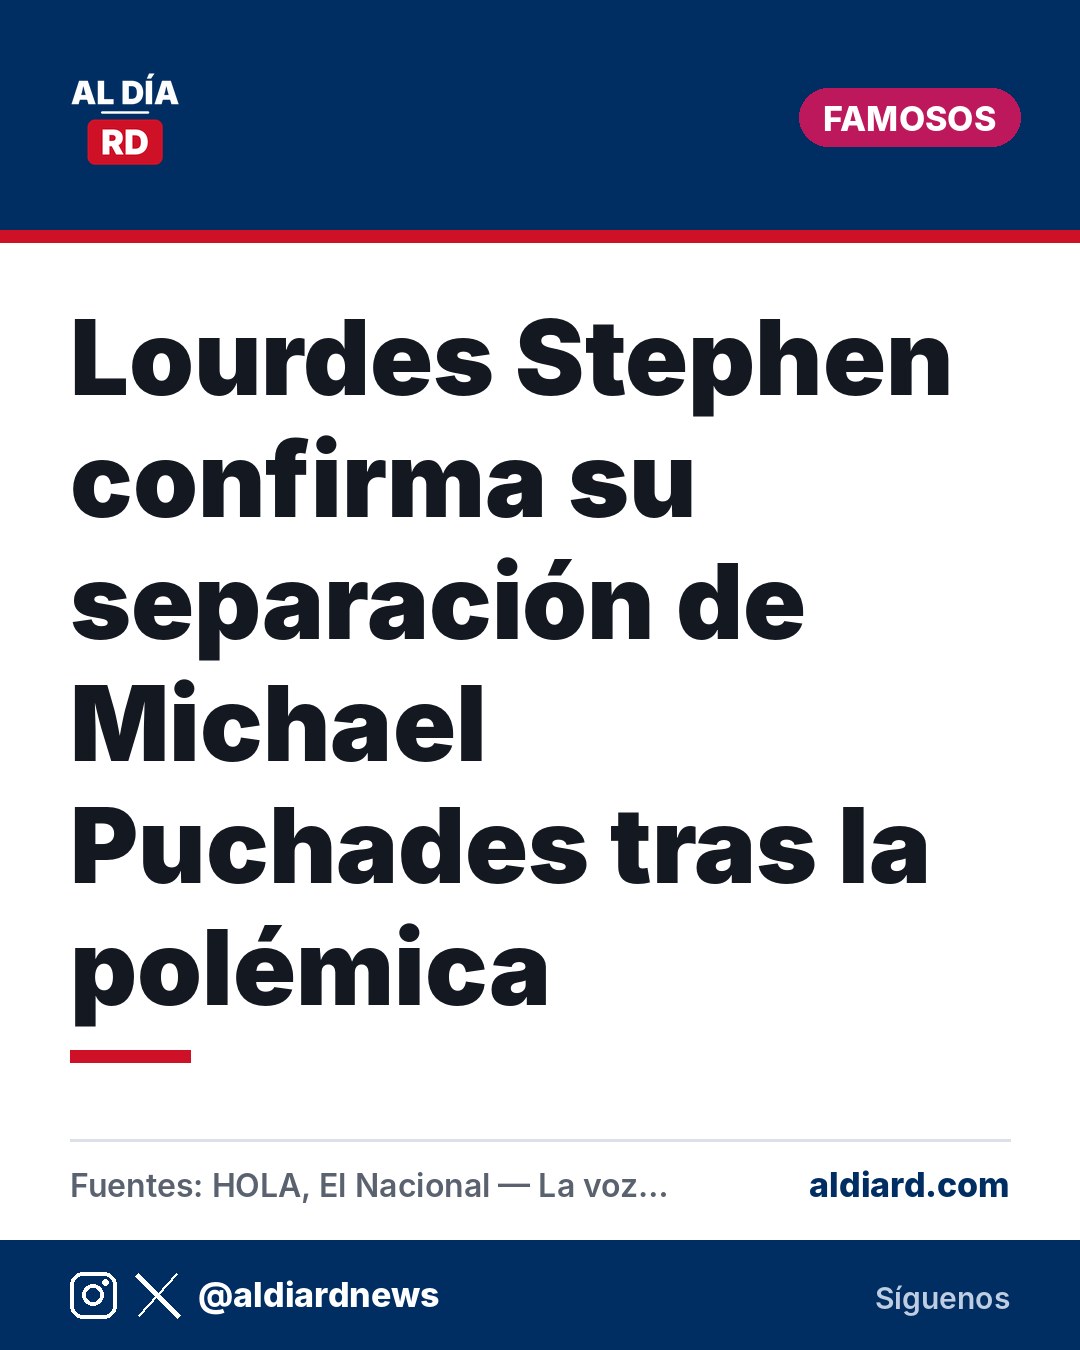 AL DÍA
RD
FAMOSOS
Lourdes Stephen
confirma su
separación de
Michael
Puchades tras la
polémica
Fuentes: HOLA, El Nacional — La voz...
aldiard.com
@aldiardnews
Síguenos